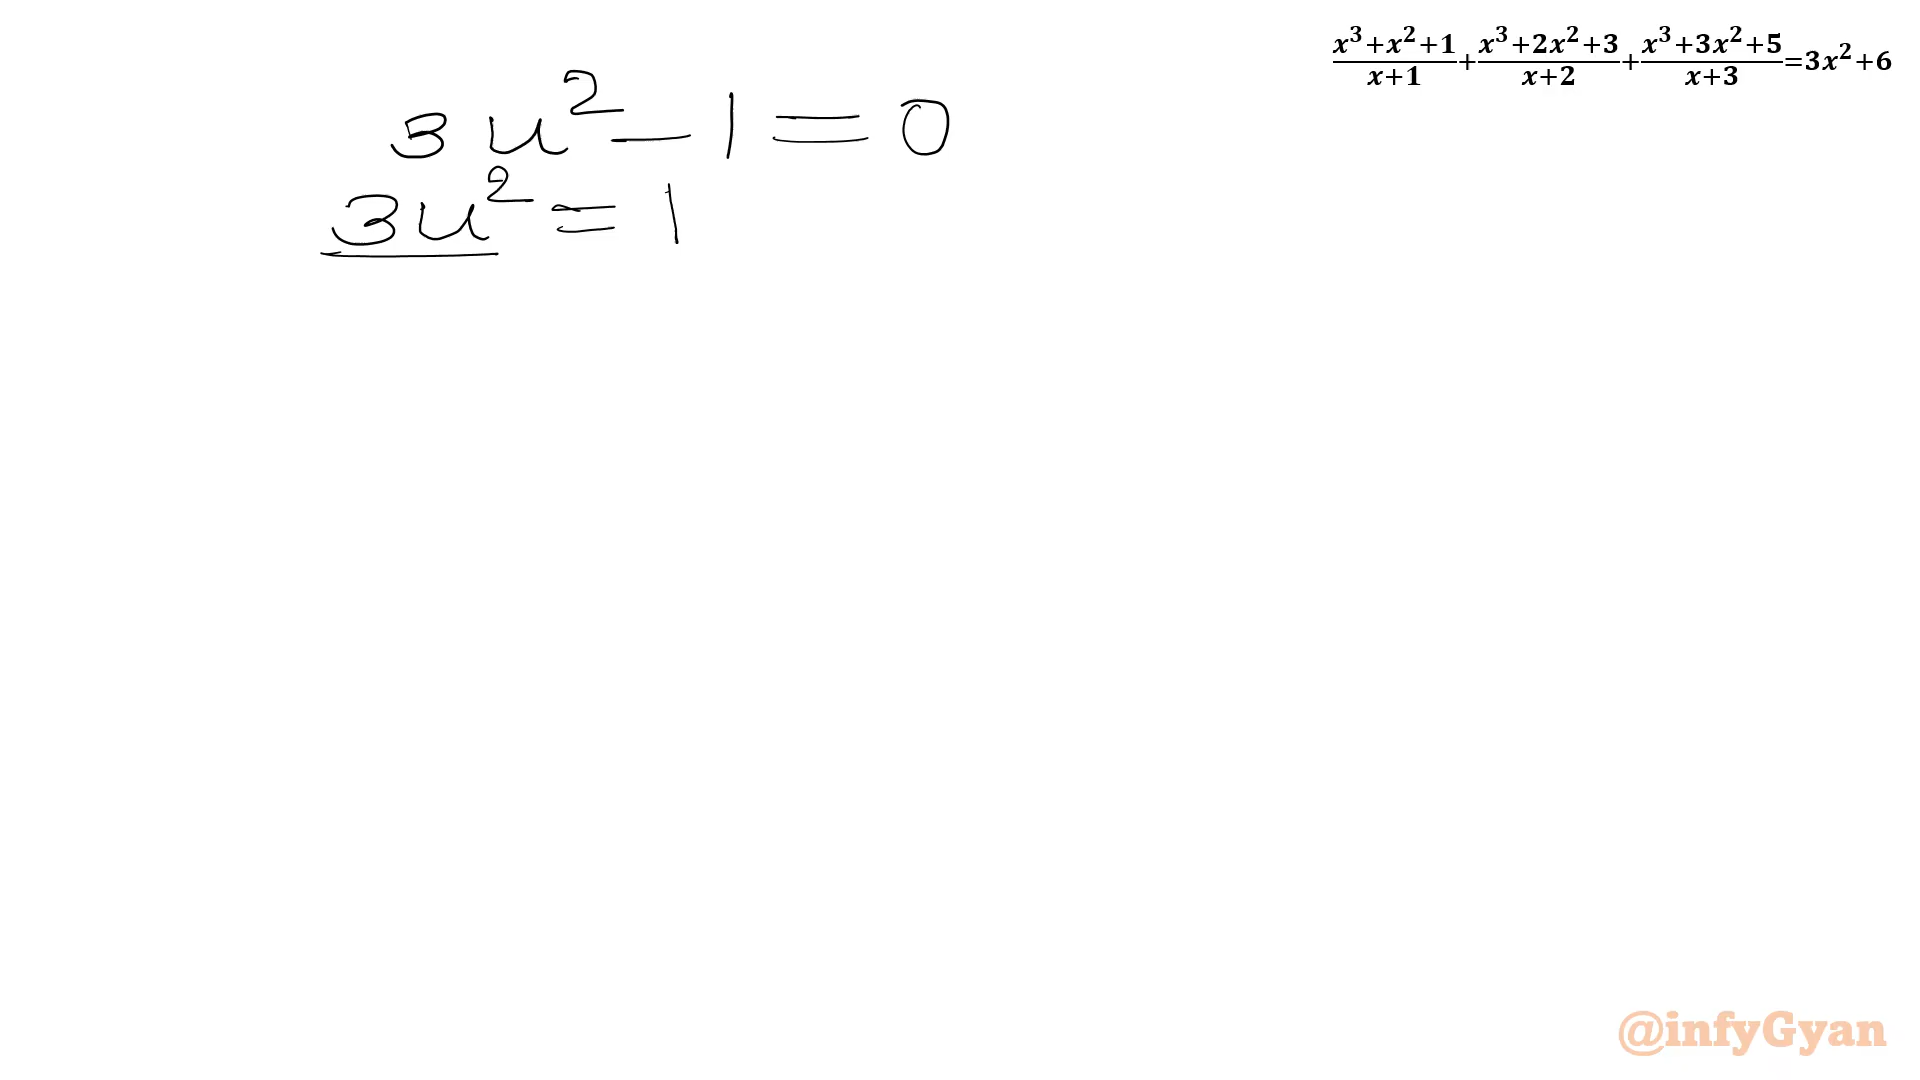 3u² - 1 = 0
3u² = 1
x³+x²+1/x+1 + x³+2x²+3/x+2 + x³+3x²+5/x+3 = 3x²+6
@infyGyan